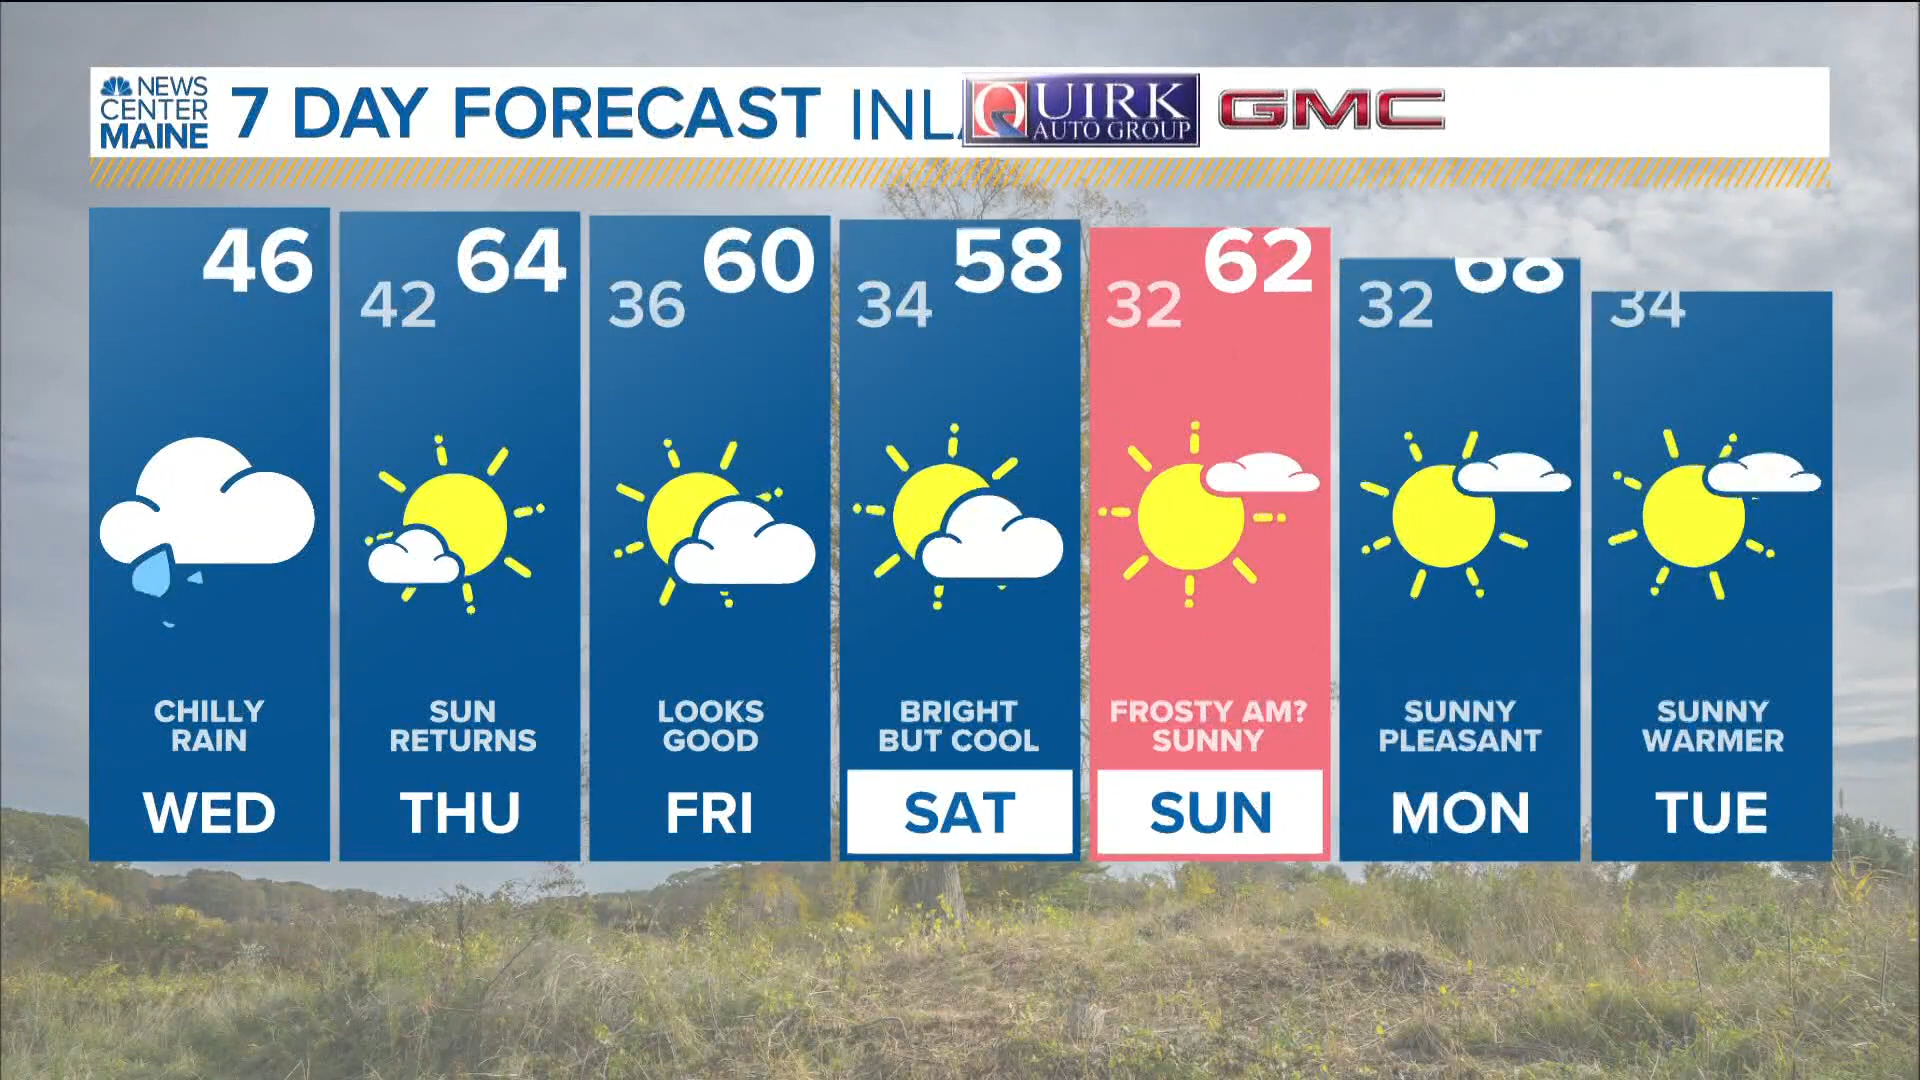 NEWS
CENTER
MAINE
7 DAY FORECAST INL
QUIRK
AUTO GROUP
GMC
46
42 64
36 60
34 58
32 62
32 68
34
CHILLY
RAIN
WED
SUN
RETURNS
THU
LOOKS
GOOD
FRI
BRIGHT
BUT COOL
SAT
FROSTY AM?
SUNNY
SUN
SUNNY
PLEASANT
MON
SUNNY
WARMER
TUE